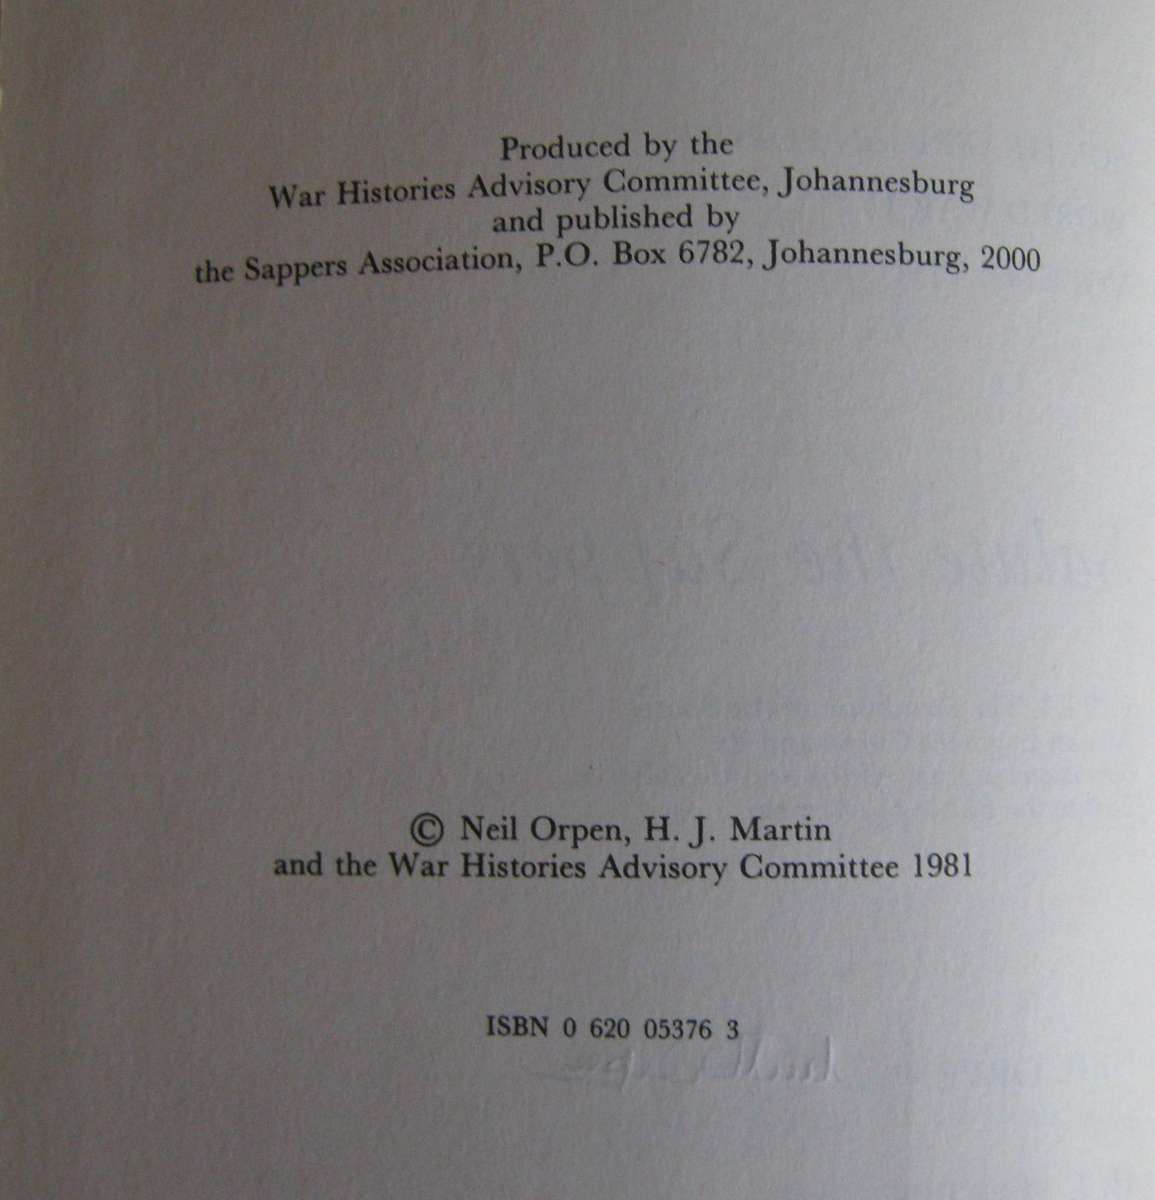 Produced by the
War Histories Advisory Committee, Johannesburg
and published by
the Sappers Association, P.O. Box 6782, Johannesburg, 2000
© Neil Orpen, H. J. Martin
and the War Histories Advisory Committee 1981
ISBN 0 620 05376 3